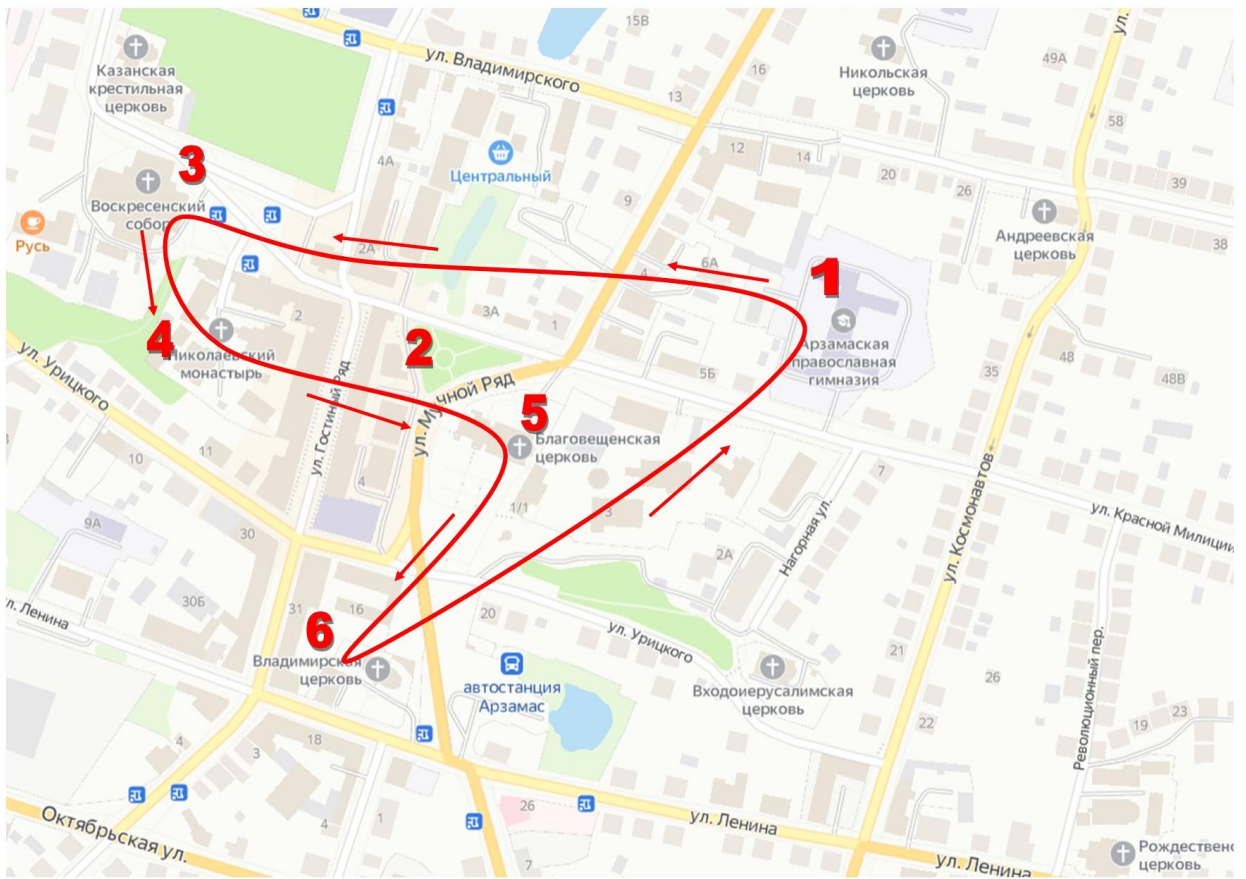 15В
ул. Владимирского
16
13
Казанская
крестильная
церковь
Никольская
церковь
49А
ул.
58
4А
Центральный
12
14
20
26
39
3
Воскресенский
собор
9
Андреевская
церковь
38
Русь
2А
4
6А
1
2
3А
1
Арзамаская
православная
гимназия
4
Николаевский
монастырь
2
5Б
35
48
48В
ул. Урицкого
ул. Гостиный Ряд
ул. Мучной Ряд
5
Благовещенская
церковь
10
11
4
1/1
3
7
ул. Космонавтов
ул. Красной Милиции
9А
30
2А
Нагорная ул.
30Б
31
16
20
ул. Урицкого
л. Ленина
6
Владимирская
церковь
автостанция
Арзамас
Входоиерусалимская
церковь
21
26
22
Революционный пер.
19
23
4
3
18
4
1
26
7
Октябрьская ул.
ул. Ленина
ул. Ленина
Рождественс
церковь